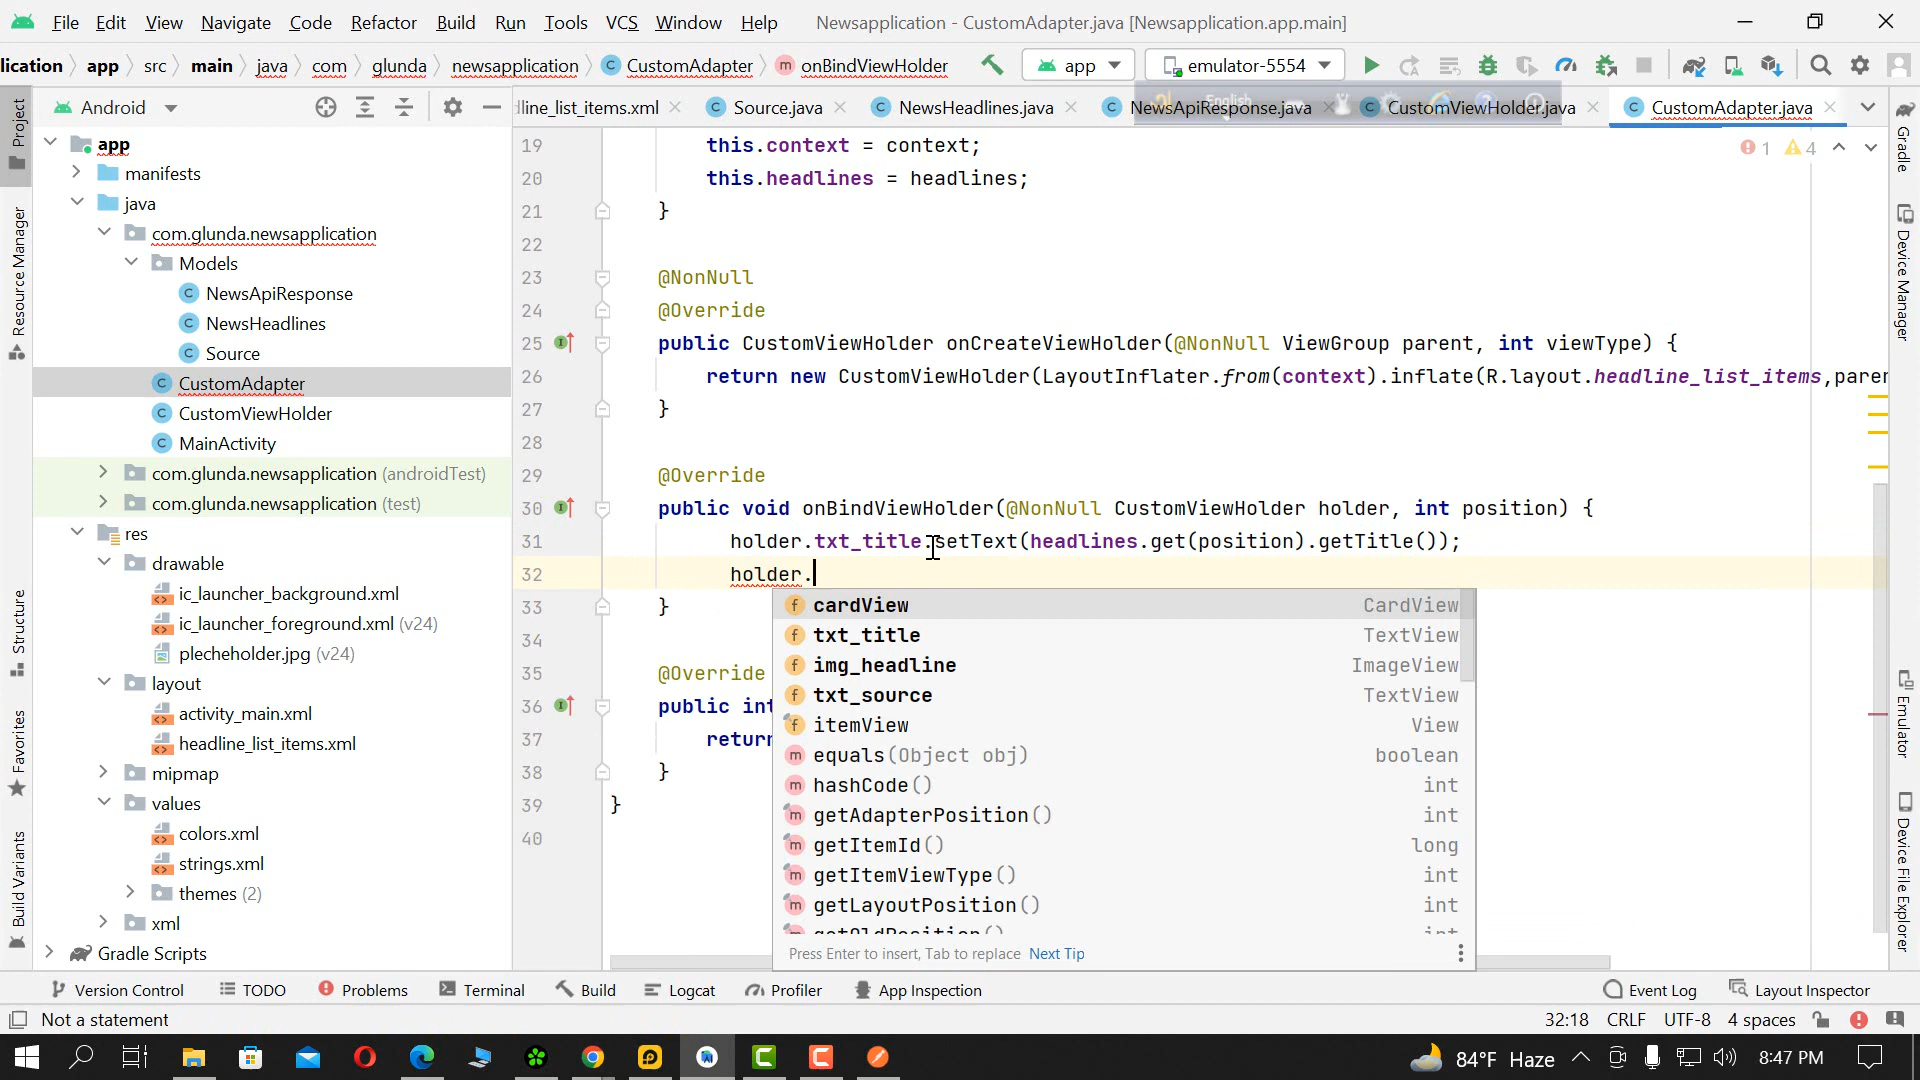 File Edit View Navigate Code Refactor Build Run Tools VCS Window Help Newsapplication - CustomAdapter.java [Newsapplication.app.main]
lication app src main java com glunda newsapplication CustomAdapter onBindViewHolder app emulator-5554
Android
line_list_items.xml Source.java NewsHeadlines.java NewsApiResponse.java CustomViewHolder.java CustomAdapter.java
Project
Resource Manager
Structure
Favorites
Build Variants
app
manifests
java
com.glunda.newsapplication
Models
NewsApiResponse
NewsHeadlines
Source
CustomAdapter
CustomViewHolder
MainActivity
com.glunda.newsapplication (androidTest)
com.glunda.newsapplication (test)
res
drawable
ic_launcher_background.xml
ic_launcher_foreground.xml (v24)
plecheholder.jpg (v24)
layout
activity_main.xml
headline_list_items.xml
mipmap
values
colors.xml
strings.xml
themes (2)
xml
Gradle Scripts
1 4
19 this.context = context;
20 this.headlines = headlines;
21 }
22
23 @NonNull
24 @Override
25 public CustomViewHolder onCreateViewHolder(@NonNull ViewGroup parent, int viewType) {
26 return new CustomViewHolder(LayoutInflater.from(context).inflate(R.layout.headline_list_items,paren
27 }
28
29 @Override
30 public void onBindViewHolder(@NonNull CustomViewHolder holder, int position) {
31 holder.txt_title.setText(headlines.get(position).getTitle());
32 holder.
33 }
34
35 @Override
36 public int
37 return
38 }
39 }
40
cardView CardView
txt_title TextView
img_headline ImageView
txt_source TextView
itemView View
equals(Object obj) boolean
hashCode() int
getAdapterPosition() int
getItemId() long
getItemViewType() int
getLayoutPosition() int
getOldPosition() int
Press Enter to insert, Tab to replace Next Tip
Gradle
Device Manager
Emulator
Device File Explorer
Version Control TODO Problems Terminal Build Logcat Profiler App Inspection Event Log Layout Inspector
Not a statement 32:18 CRLF UTF-8 4 spaces
84°F Haze 8:47 PM